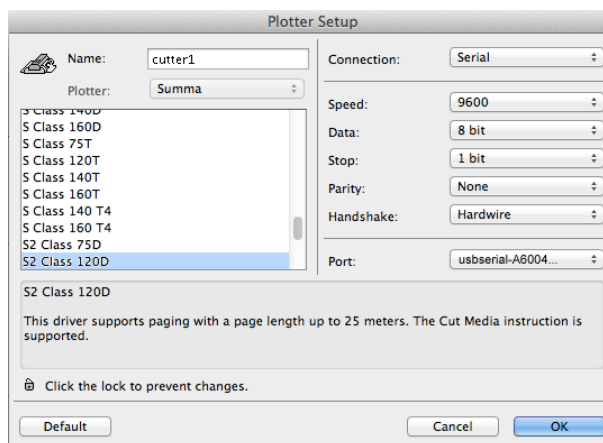 Plotter Setup
Name: cutter1
Plotter: Summa
S Class 140D
S Class 160D
S Class 75T
S Class 120T
S Class 140T
S Class 160T
S Class 140 T4
S Class 160 T4
S2 Class 75D
S2 Class 120D
Connection: Serial
Speed: 9600
Data: 8 bit
Stop: 1 bit
Parity: None
Handshake: Hardwire
Port: usbserial-A6004...
S2 Class 120D
This driver supports paging with a page length up to 25 meters. The Cut Media instruction is
supported.
Click the lock to prevent changes.
Default
Cancel
OK